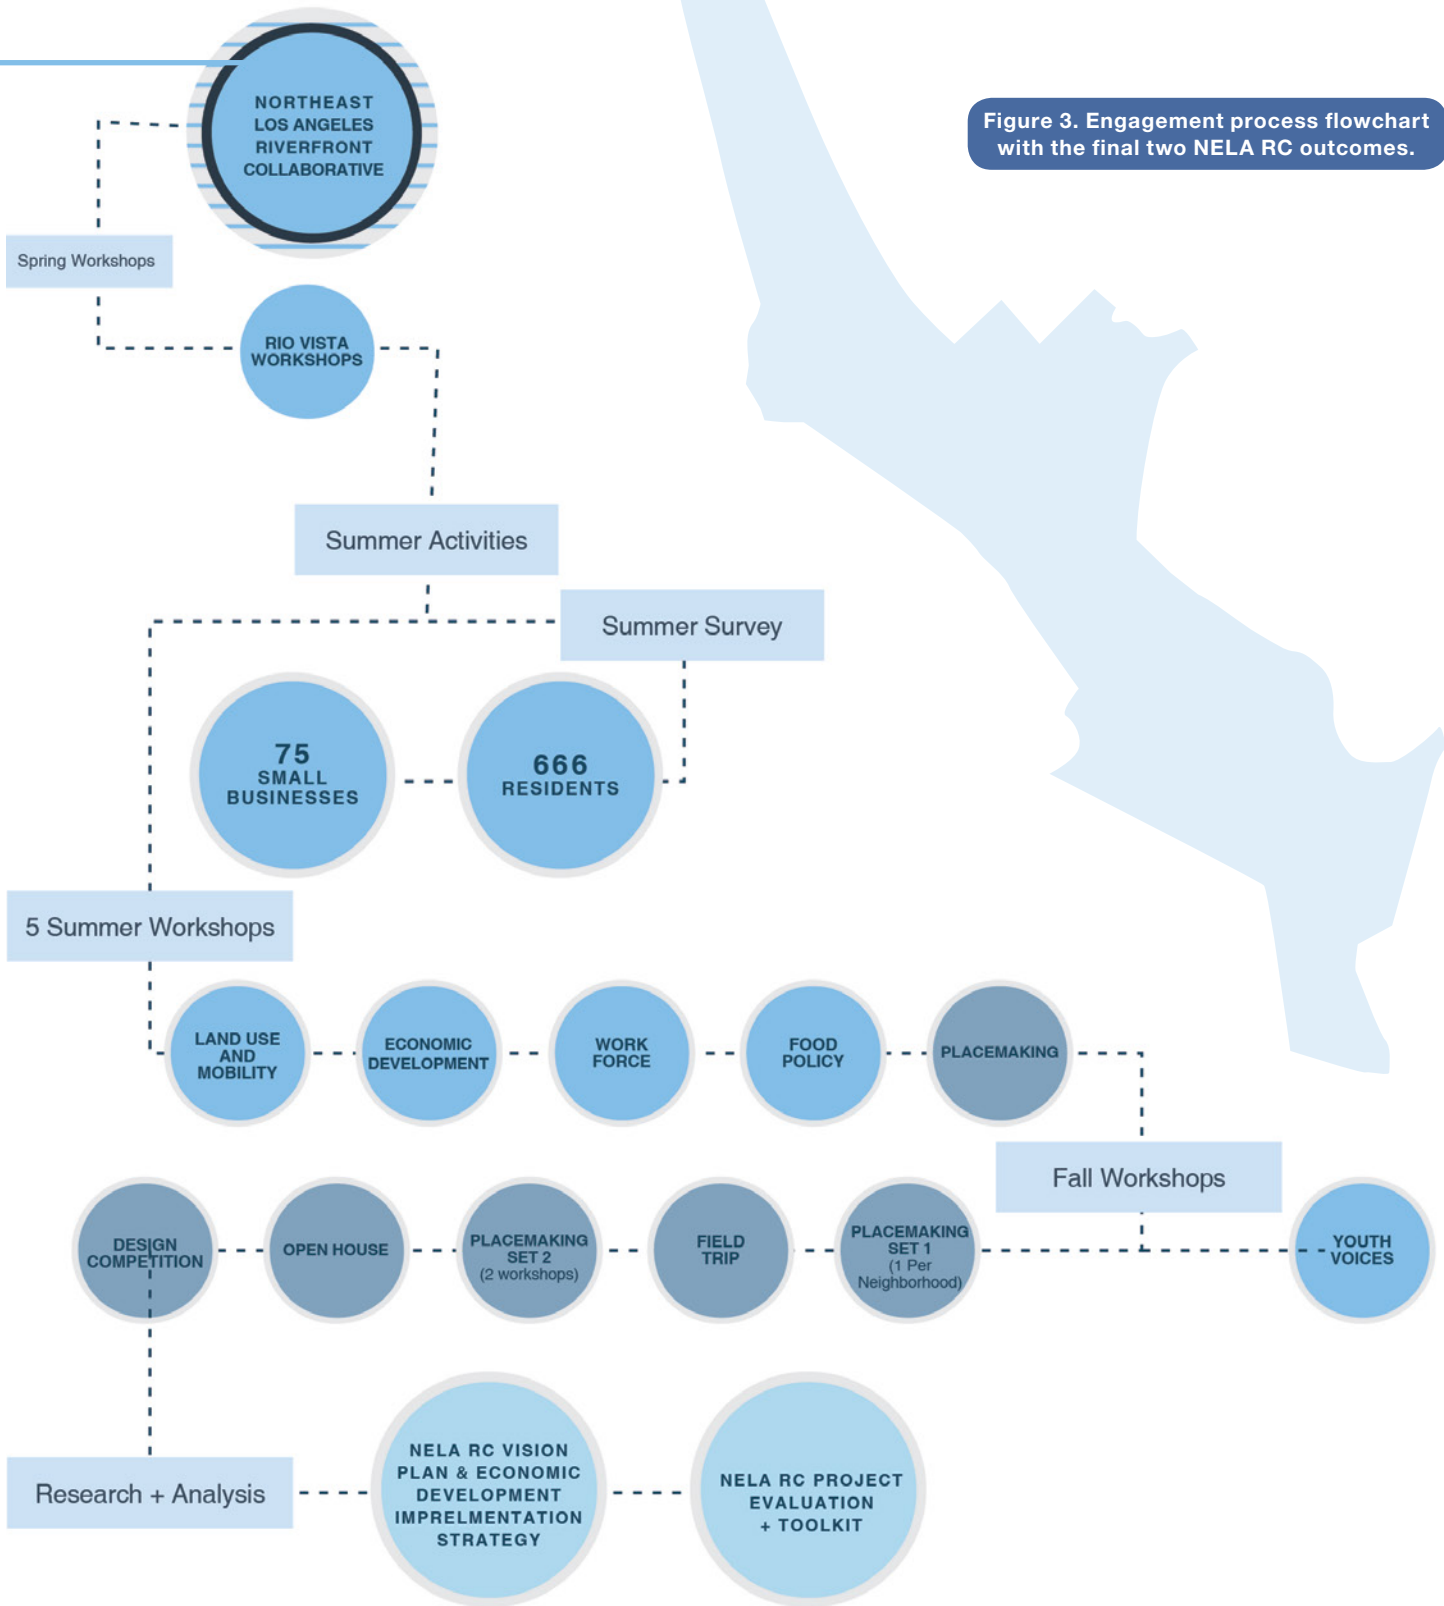 NORTHEAST
LOS ANGELES
RIVERFRONT
COLLABORATIVE
Figure 3. Engagement process flowchart
with the final two NELA RC outcomes.
Spring Workshops
RIO VISTA
WORKSHOPS
Summer Activities
Summer Survey
75
SMALL
BUSINESSES
666
RESIDENTS
5 Summer Workshops
LAND USE
AND
MOBILITY
ECONOMIC
DEVELOPMENT
WORK
FORCE
FOOD
POLICY
PLACEMAKING
Fall Workshops
DESIGN
COMPETITION
OPEN HOUSE
PLACEMAKING
SET 2
(2 workshops)
FIELD
TRIP
PLACEMAKING
SET 1
(1 Per
Neighborhood)
YOUTH
VOICES
Research + Analysis
NELA RC VISION
PLAN & ECONOMIC
DEVELOPMENT
IMPRELMENTATION
STRATEGY
NELA RC PROJECT
EVALUATION
+ TOOLKIT